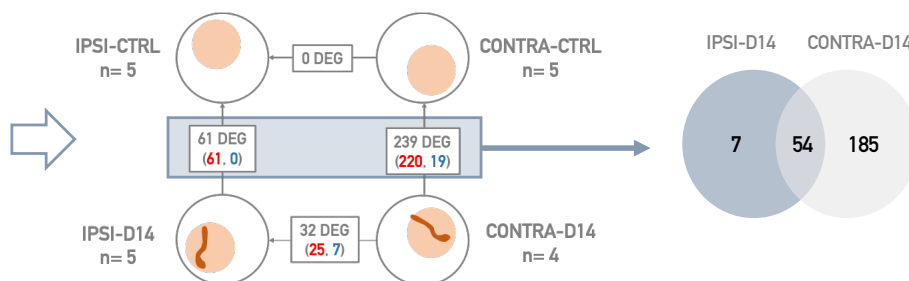 IPSI-CTRL
n= 5
0 DEG
CONTRA-CTRL
n= 5
61 DEG
(61, 0)
239 DEG
(220, 19)
IPSI-D14
n= 5
32 DEG
(25, 7)
CONTRA-D14
n= 4
IPSI-D14
CONTRA-D14
7
54
185